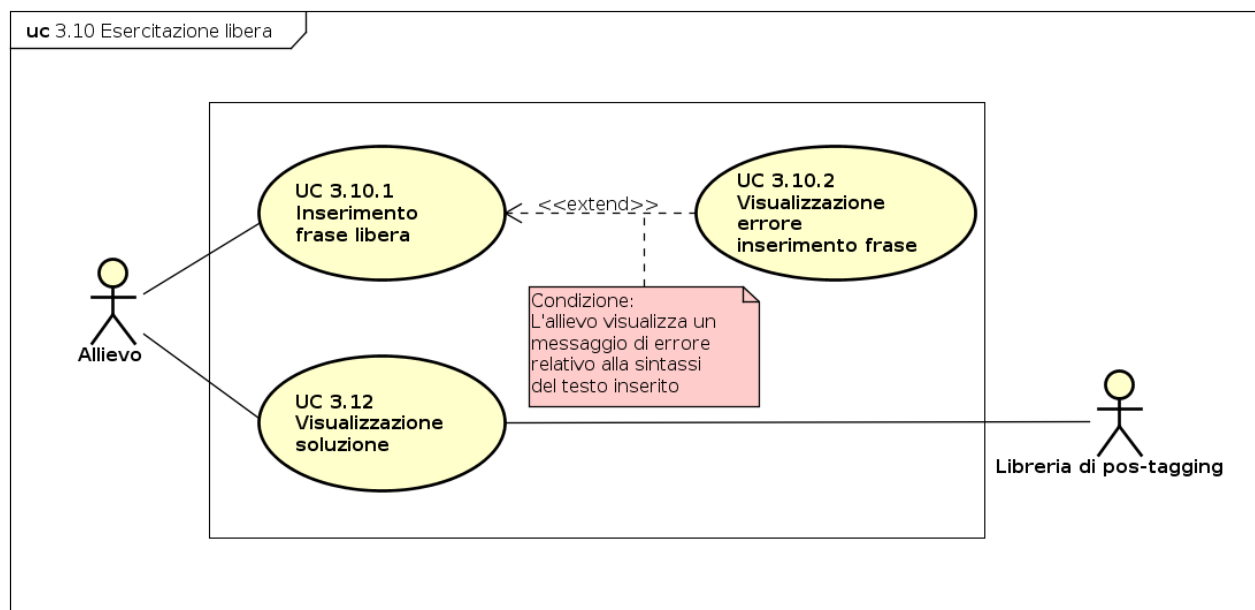 uc 3.10 Esercitazione libera
UC 3.10.1
Inserimento
frase libera
<<extend>>
UC 3.10.2
Visualizzazione
errore
inserimento frase
Condizione:
L'allievo visualizza un
messaggio di errore
relativo alla sintassi
del testo inserito
Allievo
UC 3.12
Visualizzazione
soluzione
Libreria di pos-tagging